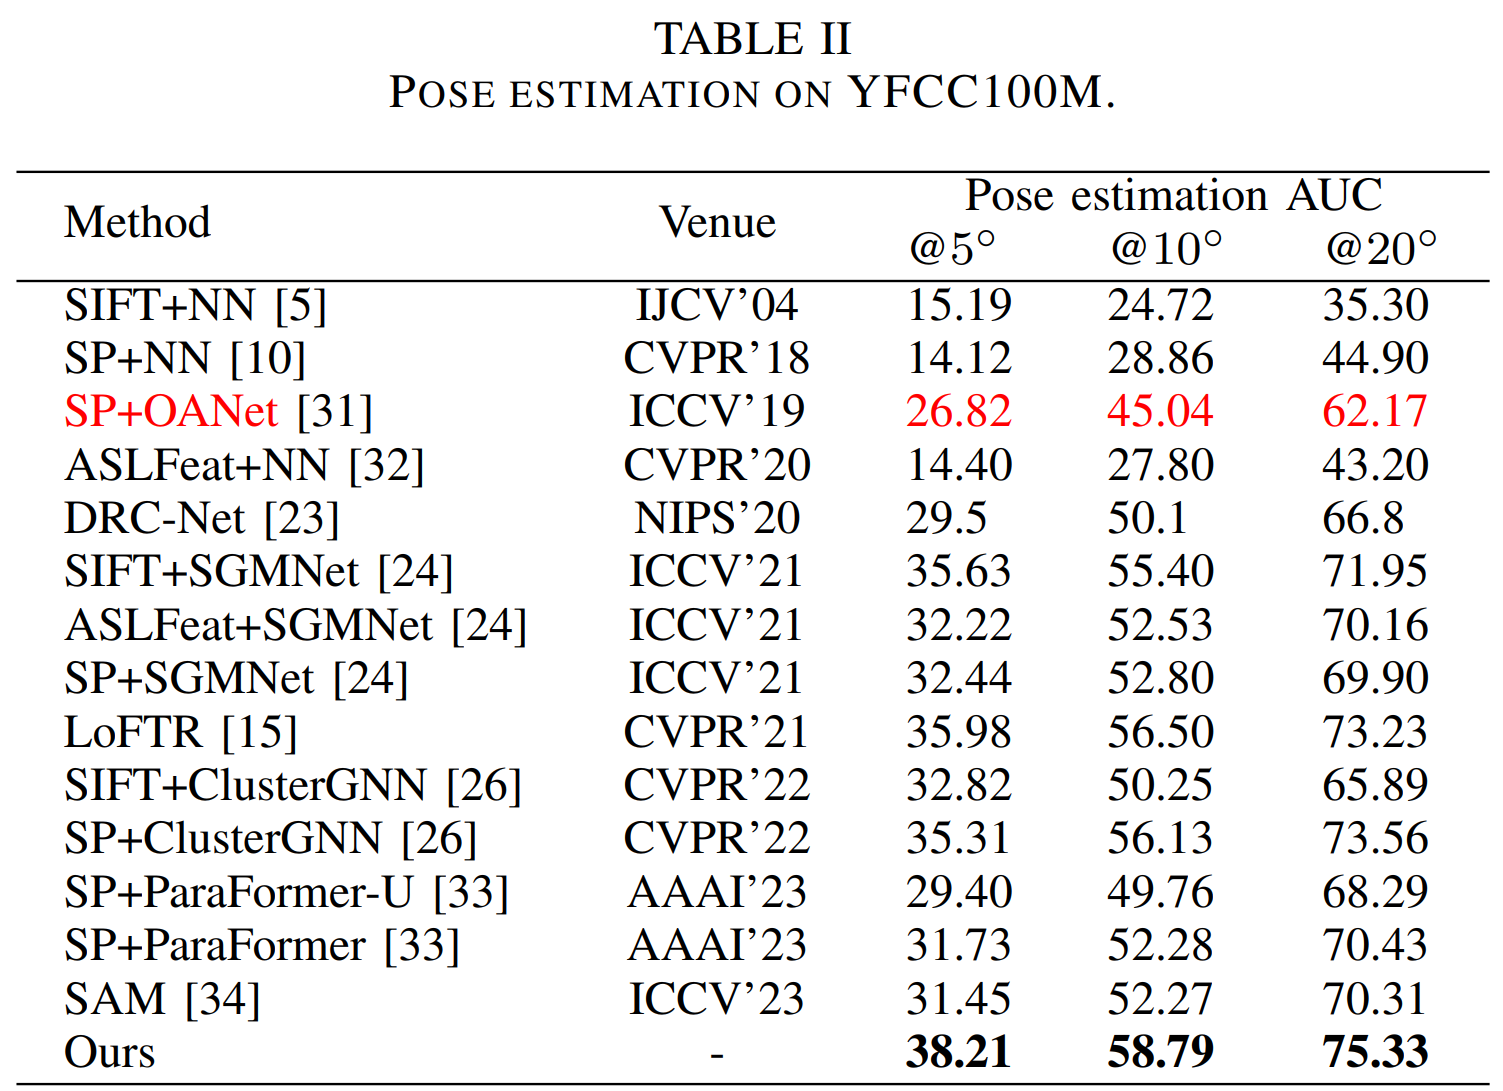 TABLE II
POSE ESTIMATION ON YFCC100M.
Method Venue Pose estimation AUC
@5° @10° @20°
SIFT+NN [5] IJCV’04 15.19 24.72 35.30
SP+NN [10] CVPR’18 14.12 28.86 44.90
SP+OANet [31] ICCV’19 26.82 45.04 62.17
ASLFeat+NN [32] CVPR’20 14.40 27.80 43.20
DRC-Net [23] NIPS’20 29.5 50.1 66.8
SIFT+SGMNet [24] ICCV’21 35.63 55.40 71.95
ASLFeat+SGMNet [24] ICCV’21 32.22 52.53 70.16
SP+SGMNet [24] ICCV’21 32.44 52.80 69.90
LoFTR [15] CVPR’21 35.98 56.50 73.23
SIFT+ClusterGNN [26] CVPR’22 32.82 50.25 65.89
SP+ClusterGNN [26] CVPR’22 35.31 56.13 73.56
SP+ParaFormer-U [33] AAAI’23 29.40 49.76 68.29
SP+ParaFormer [33] AAAI’23 31.73 52.28 70.43
SAM [34] ICCV’23 31.45 52.27 70.31
Ours - 38.21 58.79 75.33